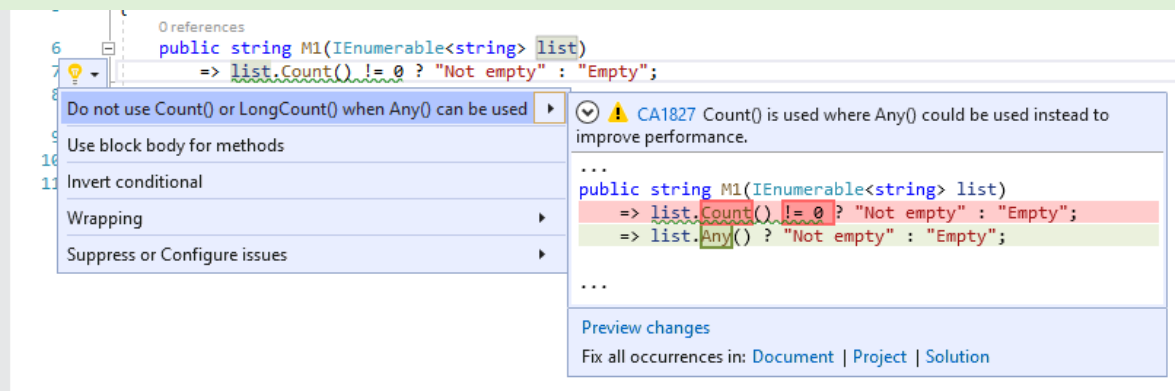 0 references
6 public string M1(IEnumerable<string> list)
7 => list.Count() != 0 ? "Not empty" : "Empty";
8
Do not use Count() or LongCount() when Any() can be used
9
Use block body for methods
10
11 Invert conditional
Wrapping
Suppress or Configure issues
CA1827 Count() is used where Any() could be used instead to
improve performance.
...
public string M1(IEnumerable<string> list)
=> list.Count() != 0 ? "Not empty" : "Empty";
=> list.Any() ? "Not empty" : "Empty";
...
Preview changes
Fix all occurrences in: Document | Project | Solution